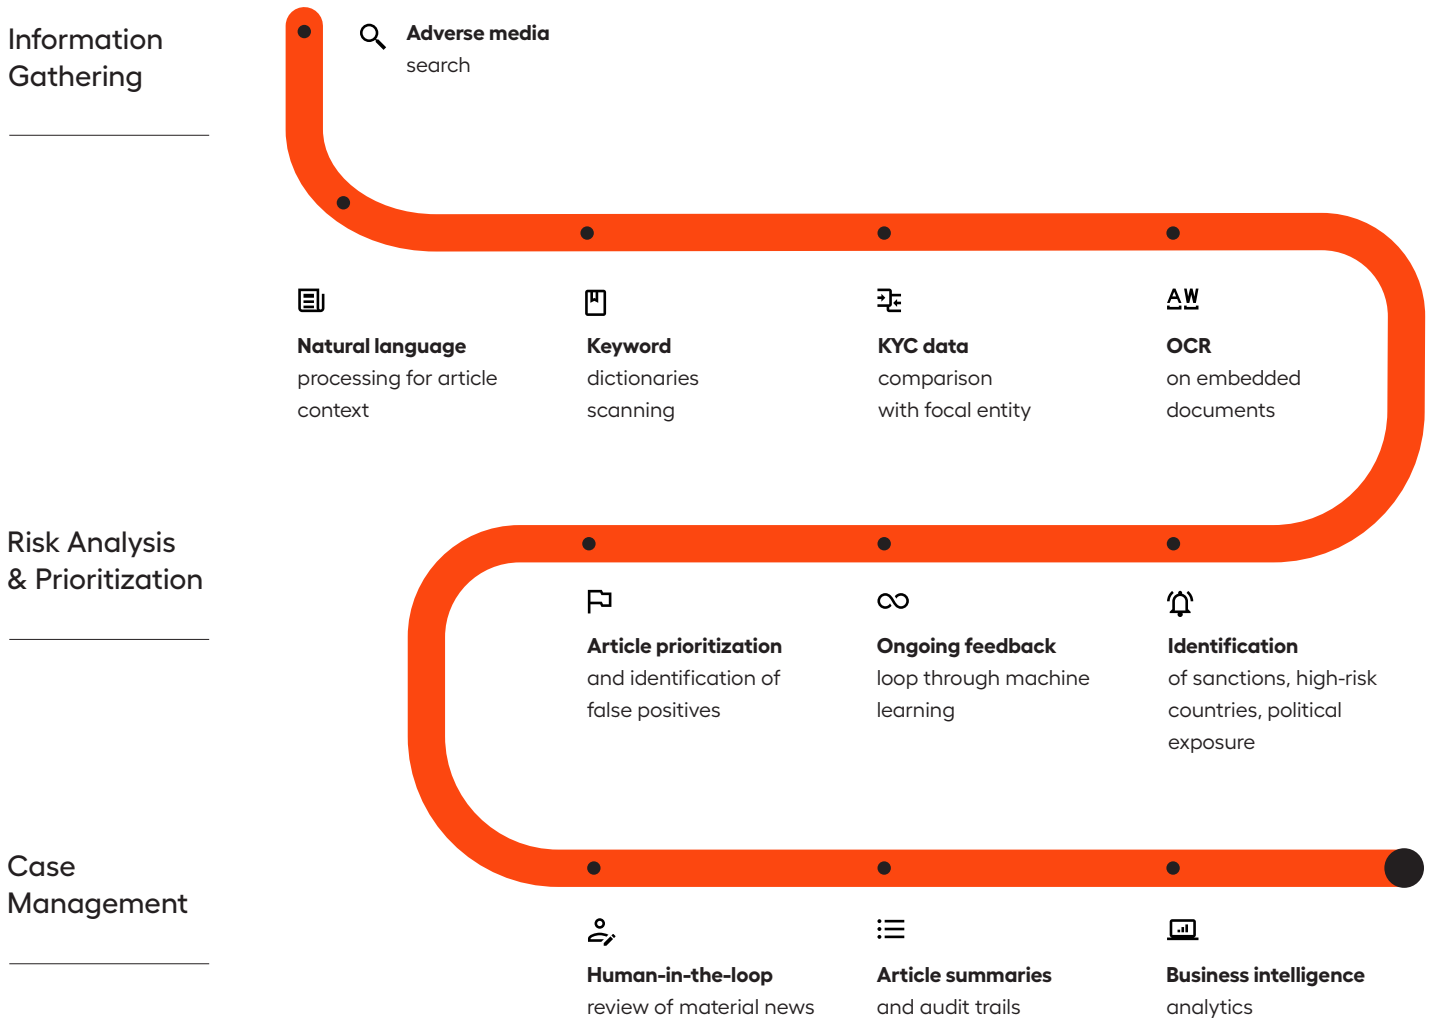 Information
Gathering
Adverse media
search
Natural language
processing for article
context
Keyword
dictionaries
scanning
KYC data
comparison
with focal entity
AW
OCR
on embedded
documents
Risk Analysis
& Prioritization
Article prioritization
and identification of
false positives
Ongoing feedback
loop through machine
learning
Identification
of sanctions, high-risk
countries, political
exposure
Case
Management
Human-in-the-loop
review of material news
Article summaries
and audit trails
Business intelligence
analytics